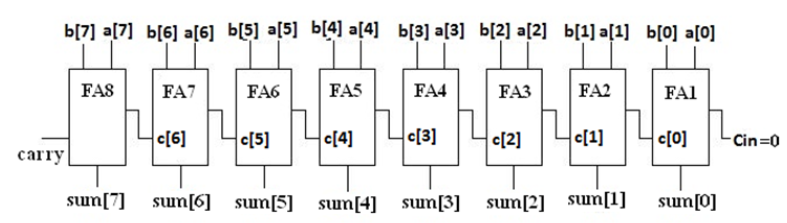 b[7] a[7] b[6] a[6] b[5] a[5] b[4] a[4] b[3] a[3] b[2] a[2] b[1] a[1] b[0] a[0]
FA8 FA7 FA6 FA5 FA4 FA3 FA2 FA1
c[6] c[5] c[4] c[3] c[2] c[1] c[0] Cin=0
carry
sum[7] sum[6] sum[5] sum[4] sum[3] sum[2] sum[1] sum[0]